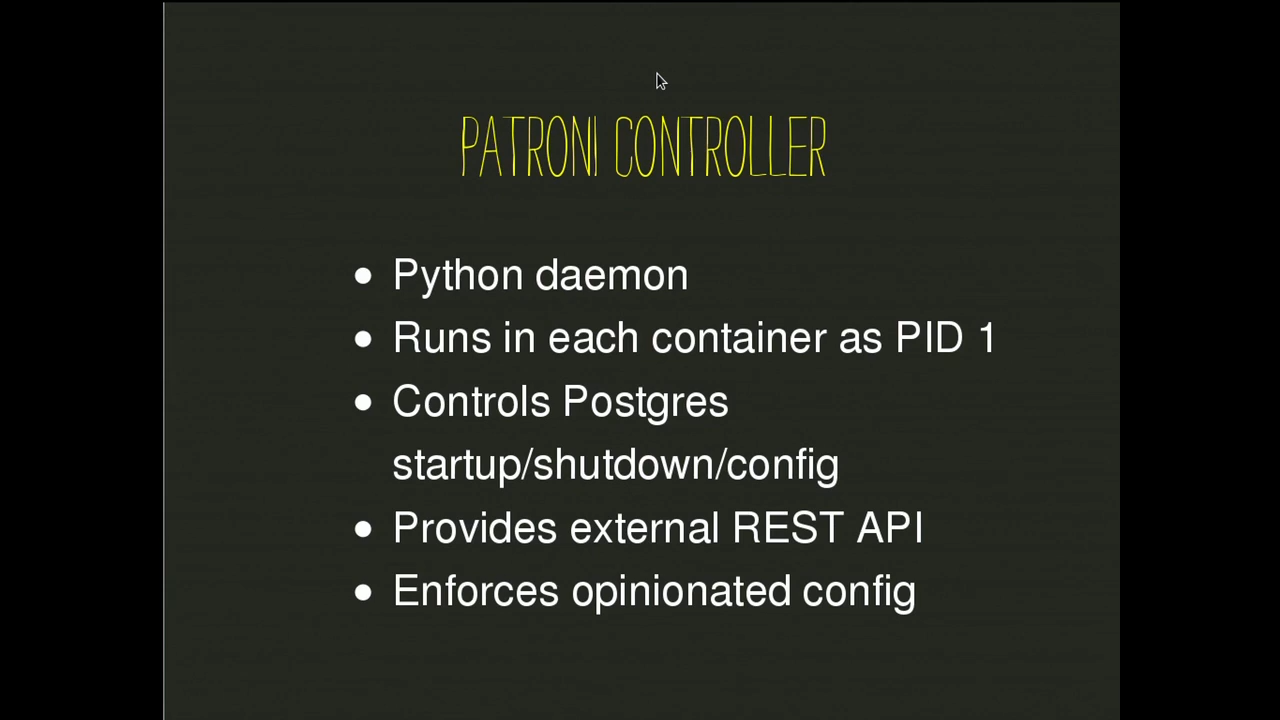 PATRONI CONTROLLER
Python daemon
Runs in each container as PID 1
Controls Postgres
startup/shutdown/config
Provides external REST API
Enforces opinionated config